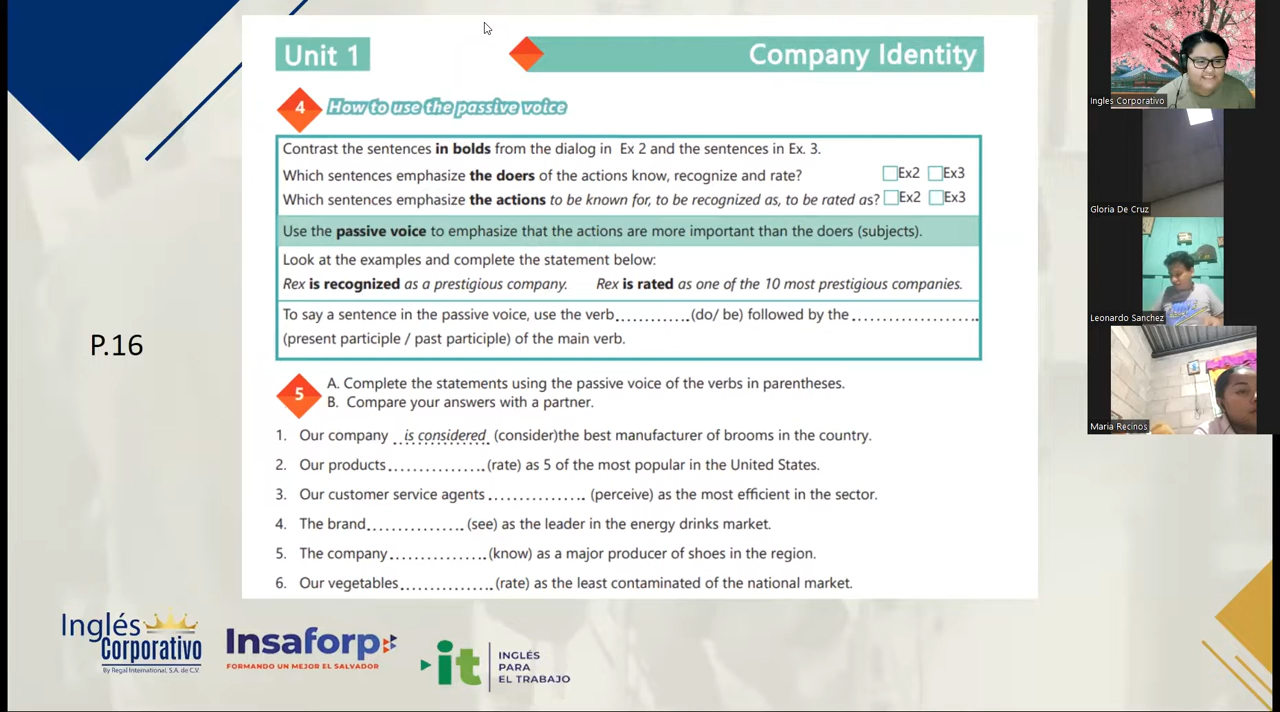 Unit 1
Company Identity
4
How to use the passive voice
Contrast the sentences in bolds from the dialog in Ex 2 and the sentences in Ex. 3.
Which sentences emphasize the doers of the actions know, recognize and rate? Ex2 Ex3
Which sentences emphasize the actions to be known for, to be recognized as, to be rated as? Ex2 Ex3
Use the passive voice to emphasize that the actions are more important than the doers (subjects).
Look at the examples and complete the statement below:
Rex is recognized as a prestigious company. Rex is rated as one of the 10 most prestigious companies.
To say a sentence in the passive voice, use the verb............(do/ be) followed by the ....................
(present participle / past participle) of the main verb.
P.16
5
A. Complete the statements using the passive voice of the verbs in parentheses.
B. Compare your answers with a partner.
1. Our company ..is considered.. (consider)the best manufacturer of brooms in the country.
2. Our products...............(rate) as 5 of the most popular in the United States.
3. Our customer service agents ............... (perceive) as the most efficient in the sector.
4. The brand............... (see) as the leader in the energy drinks market.
5. The company...............(know) as a major producer of shoes in the region.
6. Our vegetables...............(rate) as the least contaminated of the national market.
Inglés
Corporativo
By Regal International, S.A. de C.V.
Insaforp
FORMANDO UN MEJOR EL SALVADOR
it
INGLÉS
PARA
EL TRABAJO
Ingles Corporativo
Gloria De Cruz
Leonardo Sanchez
Maria Recinos